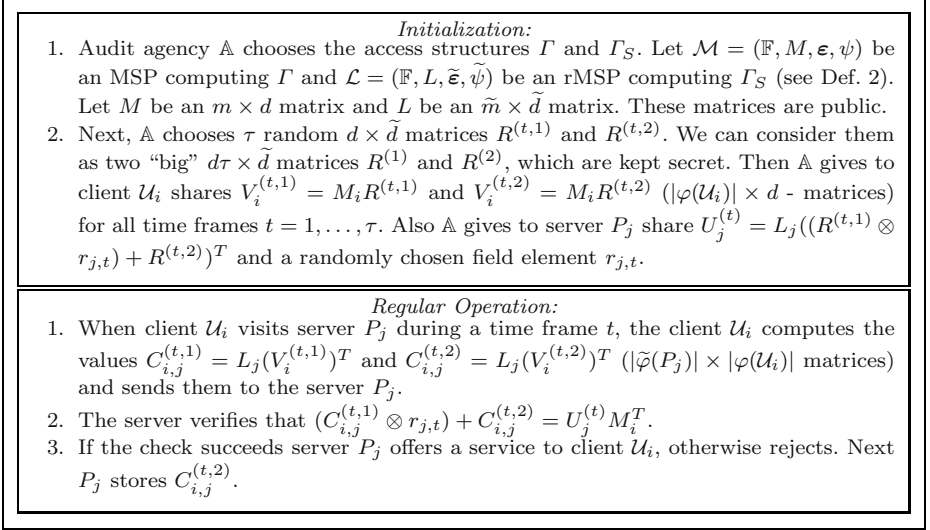 Initialization:
1. Audit agency 𝔸 chooses the access structures Γ and Γ_S. Let ℳ = (𝔽, M, ε, ψ) be
an MSP computing Γ and ℒ = (𝔽, L, ε̃, ψ̃) be an rMSP computing Γ_S (see Def. 2).
Let M be an m × d matrix and L be an m̃ × d̃ matrix. These matrices are public.
2. Next, 𝔸 chooses τ random d × d̃ matrices R^{(t,1)} and R^{(t,2)}. We can consider them
as two “big” dτ × d̃ matrices R^{(1)} and R^{(2)}, which are kept secret. Then 𝔸 gives to
client 𝒰_i shares V_i^{(t,1)} = M_i R^{(t,1)} and V_i^{(t,2)} = M_i R^{(t,2)} (|φ(𝒰_i)| × d - matrices)
for all time frames t = 1, . . . , τ. Also 𝔸 gives to server P_j share U_j^{(t)} = L_j((R^{(t,1)} ⊗
r_{j,t}) + R^{(t,2)})^T and a randomly chosen field element r_{j,t}.
Regular Operation:
1. When client 𝒰_i visits server P_j during a time frame t, the client 𝒰_i computes the
values C_{i,j}^{(t,1)} = L_j(V_i^{(t,1)})^T and C_{i,j}^{(t,2)} = L_j(V_i^{(t,2)})^T (|φ̃(P_j)| × |φ(𝒰_i)| matrices)
and sends them to the server P_j.
2. The server verifies that (C_{i,j}^{(t,1)} ⊗ r_{j,t}) + C_{i,j}^{(t,2)} = U_j^{(t)} M_i^T.
3. If the check succeeds server P_j offers a service to client 𝒰_i, otherwise rejects. Next
P_j stores C_{i,j}^{(t,2)}.